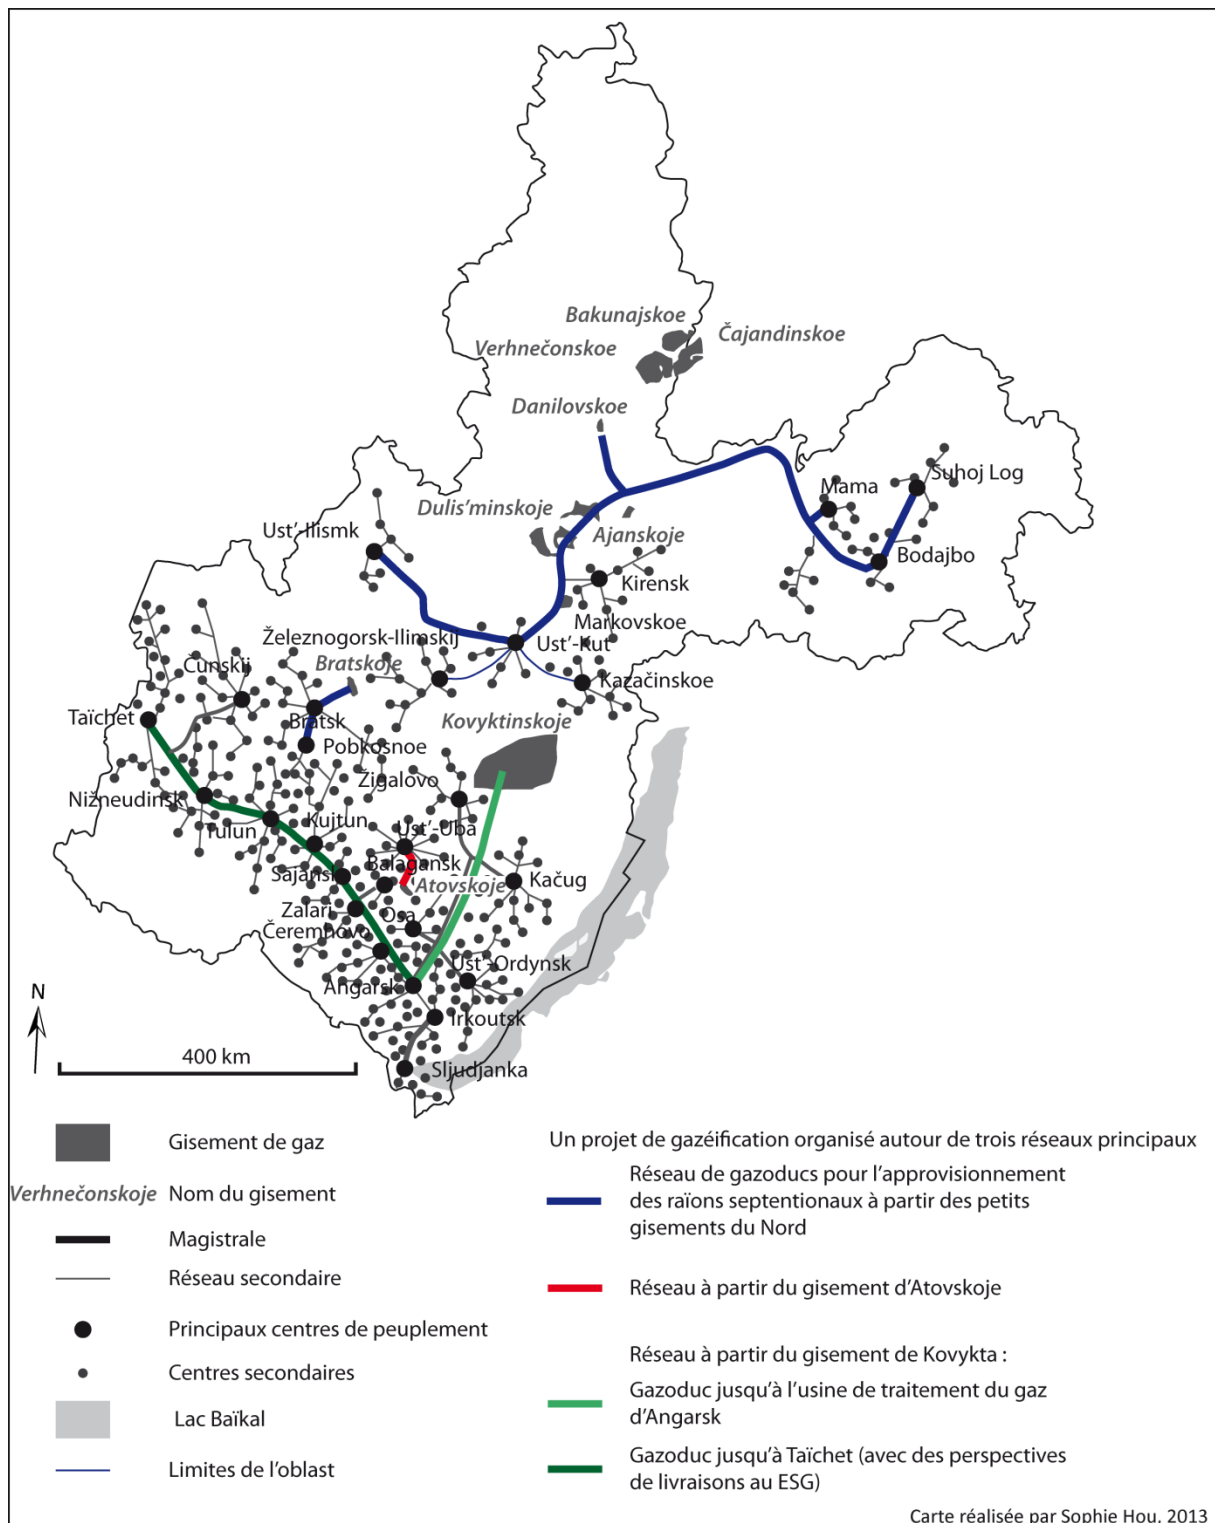 Bakunajskoe
Čajandinskoe
Verhnečonskoe
Danilovskoe
Suhoj Log
Mama
Dulis'minskoje
Ust'-Ilismk
Ajanskoje
Bodajbo
Kirensk
Markovskoe
Železnogorsk-Ilimskij
Ust'-Kut
Čunskij
Bratskoje
Kazačinskoe
Taïchet
Bratsk
Kovyktinskoje
Pobkosnoe
Žigalovo
Nižneudinsk
Tulun
Kujtun
Ust'-Uba
Balagansk
Sajansk
Atovskoje
Kačug
Zalari
Osa
Čeremhovo
Ust'-Ordynsk
Angarsk
N
Irkoutsk
400 km
Sljudjanka
Gisement de gaz
Verhnečonskoje Nom du gisement
Magistrale
Réseau secondaire
Principaux centres de peuplement
Centres secondaires
Lac Baïkal
Limites de l'oblast
Un projet de gazéification organisé autour de trois réseaux principaux
Réseau de gazoducs pour l'approvisionnement
des raïons septentionaux à partir des petits
gisements du Nord
Réseau à partir du gisement d'Atovskoje
Réseau à partir du gisement de Kovykta :
Gazoduc jusqu'à l'usine de traitement du gaz
d'Angarsk
Gazoduc jusqu'à Taïchet (avec des perspectives
de livraisons au ESG)
Carte réalisée par Sophie Hou, 2013